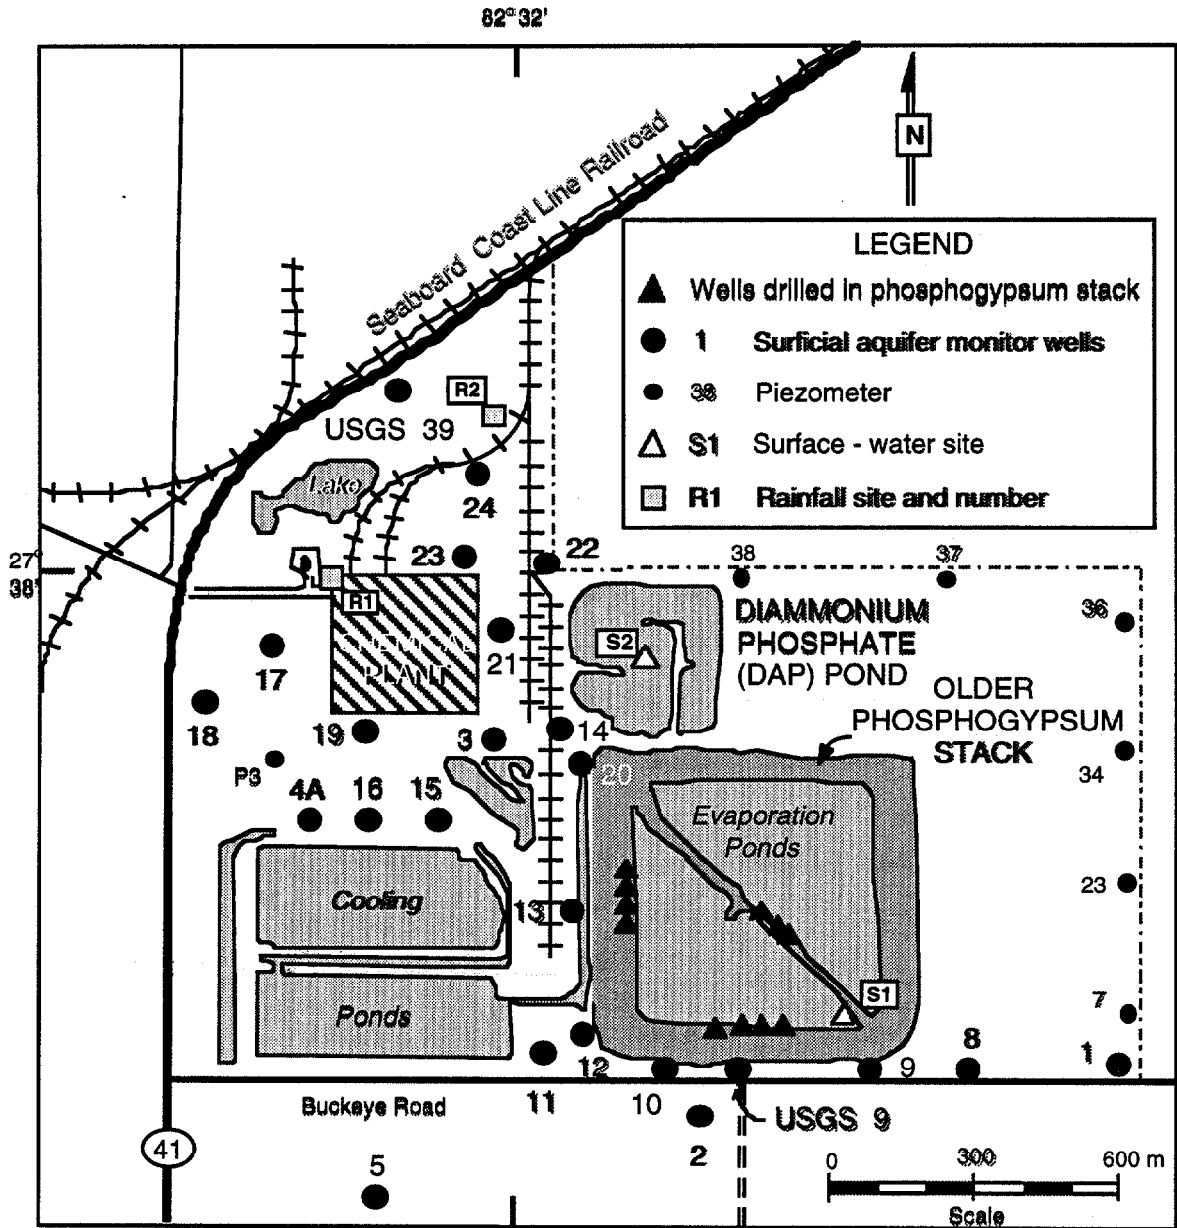 82° 32'
N
Seaboard Coast Line Railroad
LEGEND
Wells drilled in phosphogypsum stack
1 Surficial aquifer monitor wells
38 Piezometer
S1 Surface - water site
R1 Rainfall site and number
R2
USGS 39
Lake
24
23
22
38
37
27°
38'
R1
36
DIAMMONIUM
PHOSPHATE
(DAP) POND
S2
CHEMICAL
PLANT
21
17
18
19
3
14
OLDER
PHOSPHOGYPSUM
STACK
P3
20
34
4A
16
15
Evaporation
Ponds
23
Cooling
13
S1
7
Ponds
12
8
1
9
11
10
Buckeye Road
USGS 9
2
41
5
0
300
600 m
Scale